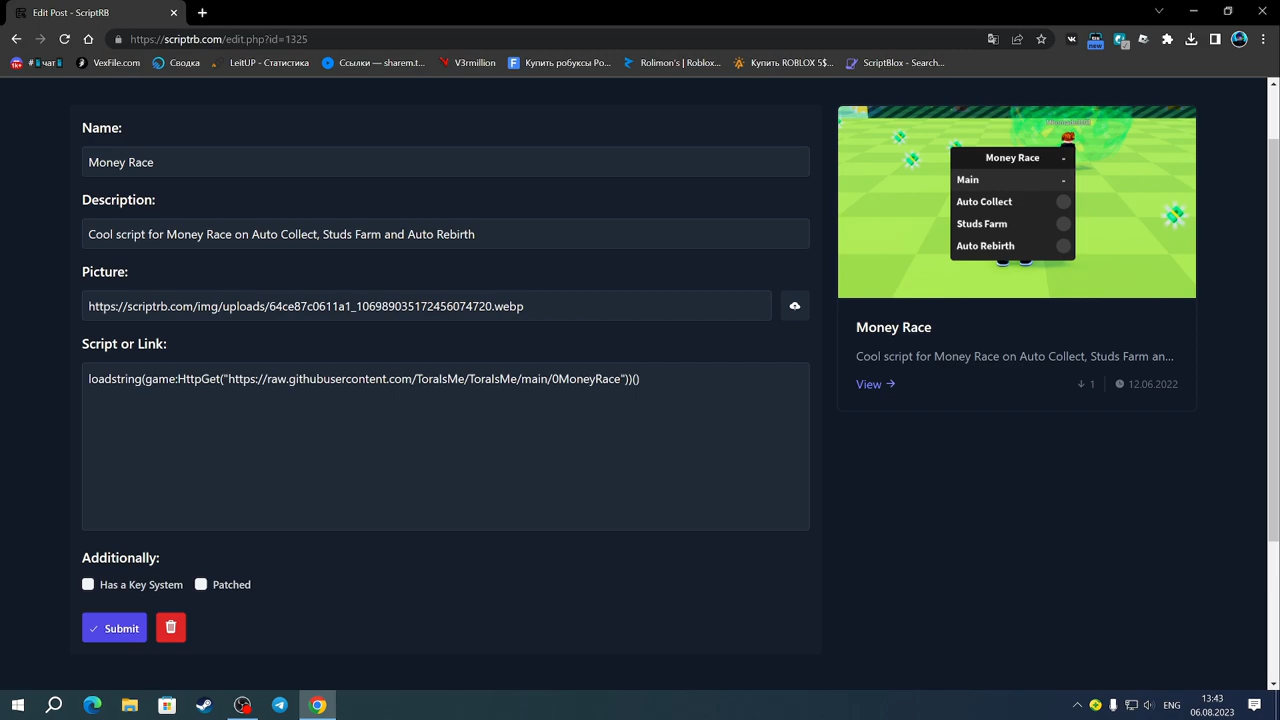 Edit Post - ScriptRB
https://scriptrb.com/edit.php?id=1325
VexFile.com
Сводка
LeitUP - Статистика
Ссылки — sharem.t...
V3rmillion
Купить робуксы Ро...
Rolimon's | Roblox...
Купить ROBLOX 5$...
ScriptBlox - Search...
new
Name:
Money Race
Description:
Cool script for Money Race on Auto Collect, Studs Farm and Auto Rebirth
Picture:
https://scriptrb.com/img/uploads/64ce87c0611a1_106989035172456074720.webp
Script or Link:
loadstring(game:HttpGet("https://raw.githubusercontent.com/ToraIsMe/ToraIsMe/main/0MoneyRace"))()
Additionally:
Has a Key System
Patched
Submit
Money Race -
Main -
Auto Collect
Studs Farm
Auto Rebirth
Money Race
Cool script for Money Race on Auto Collect, Studs Farm an...
View →
1
12.06.2022
ENG
13:43
06.08.2023